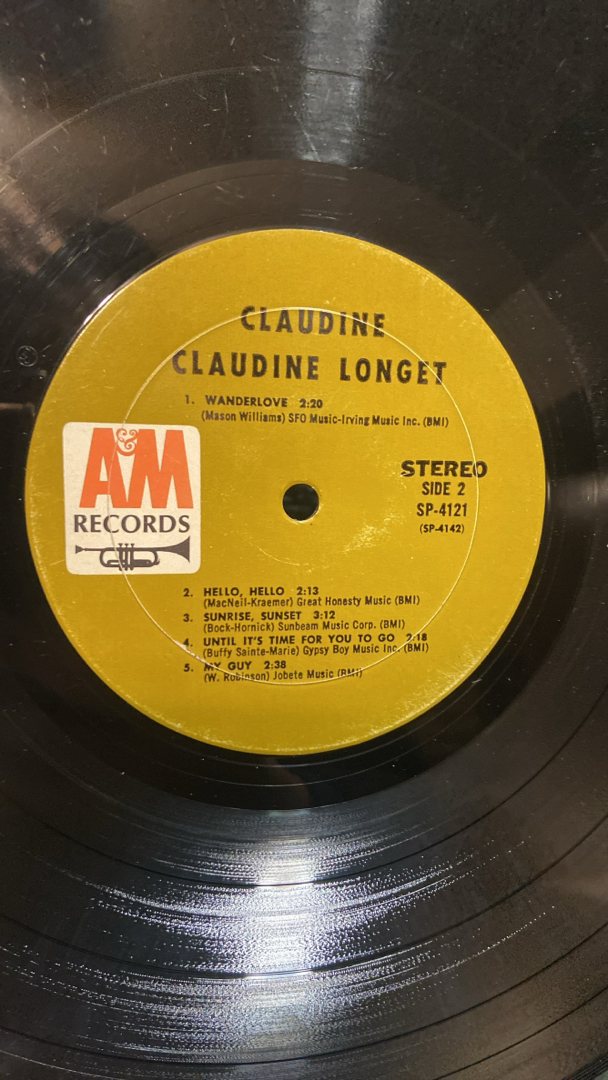 CLAUDINE
CLAUDINE LONGET
1. WANDERLOVE 2:20
(Mason Williams) SFO Music-Irving Music Inc. (BMI)
A&M
RECORDS
STEREO
SIDE 2
SP-4121
(SP-4142)
2. HELLO, HELLO 2:13
(MacNeil-Kraemer) Great Honesty Music (BMI)
3. SUNRISE, SUNSET 3:12
(Bock-Hornick) Sunbeam Music Corp. (BMI)
4. UNTIL IT'S TIME FOR YOU TO GO 2:18
(Buffy Sainte-Marie) Gypsy Boy Music Inc. (BMI)
5. MY GUY 2:38
(W. Robinson) Jobete Music (BMI)